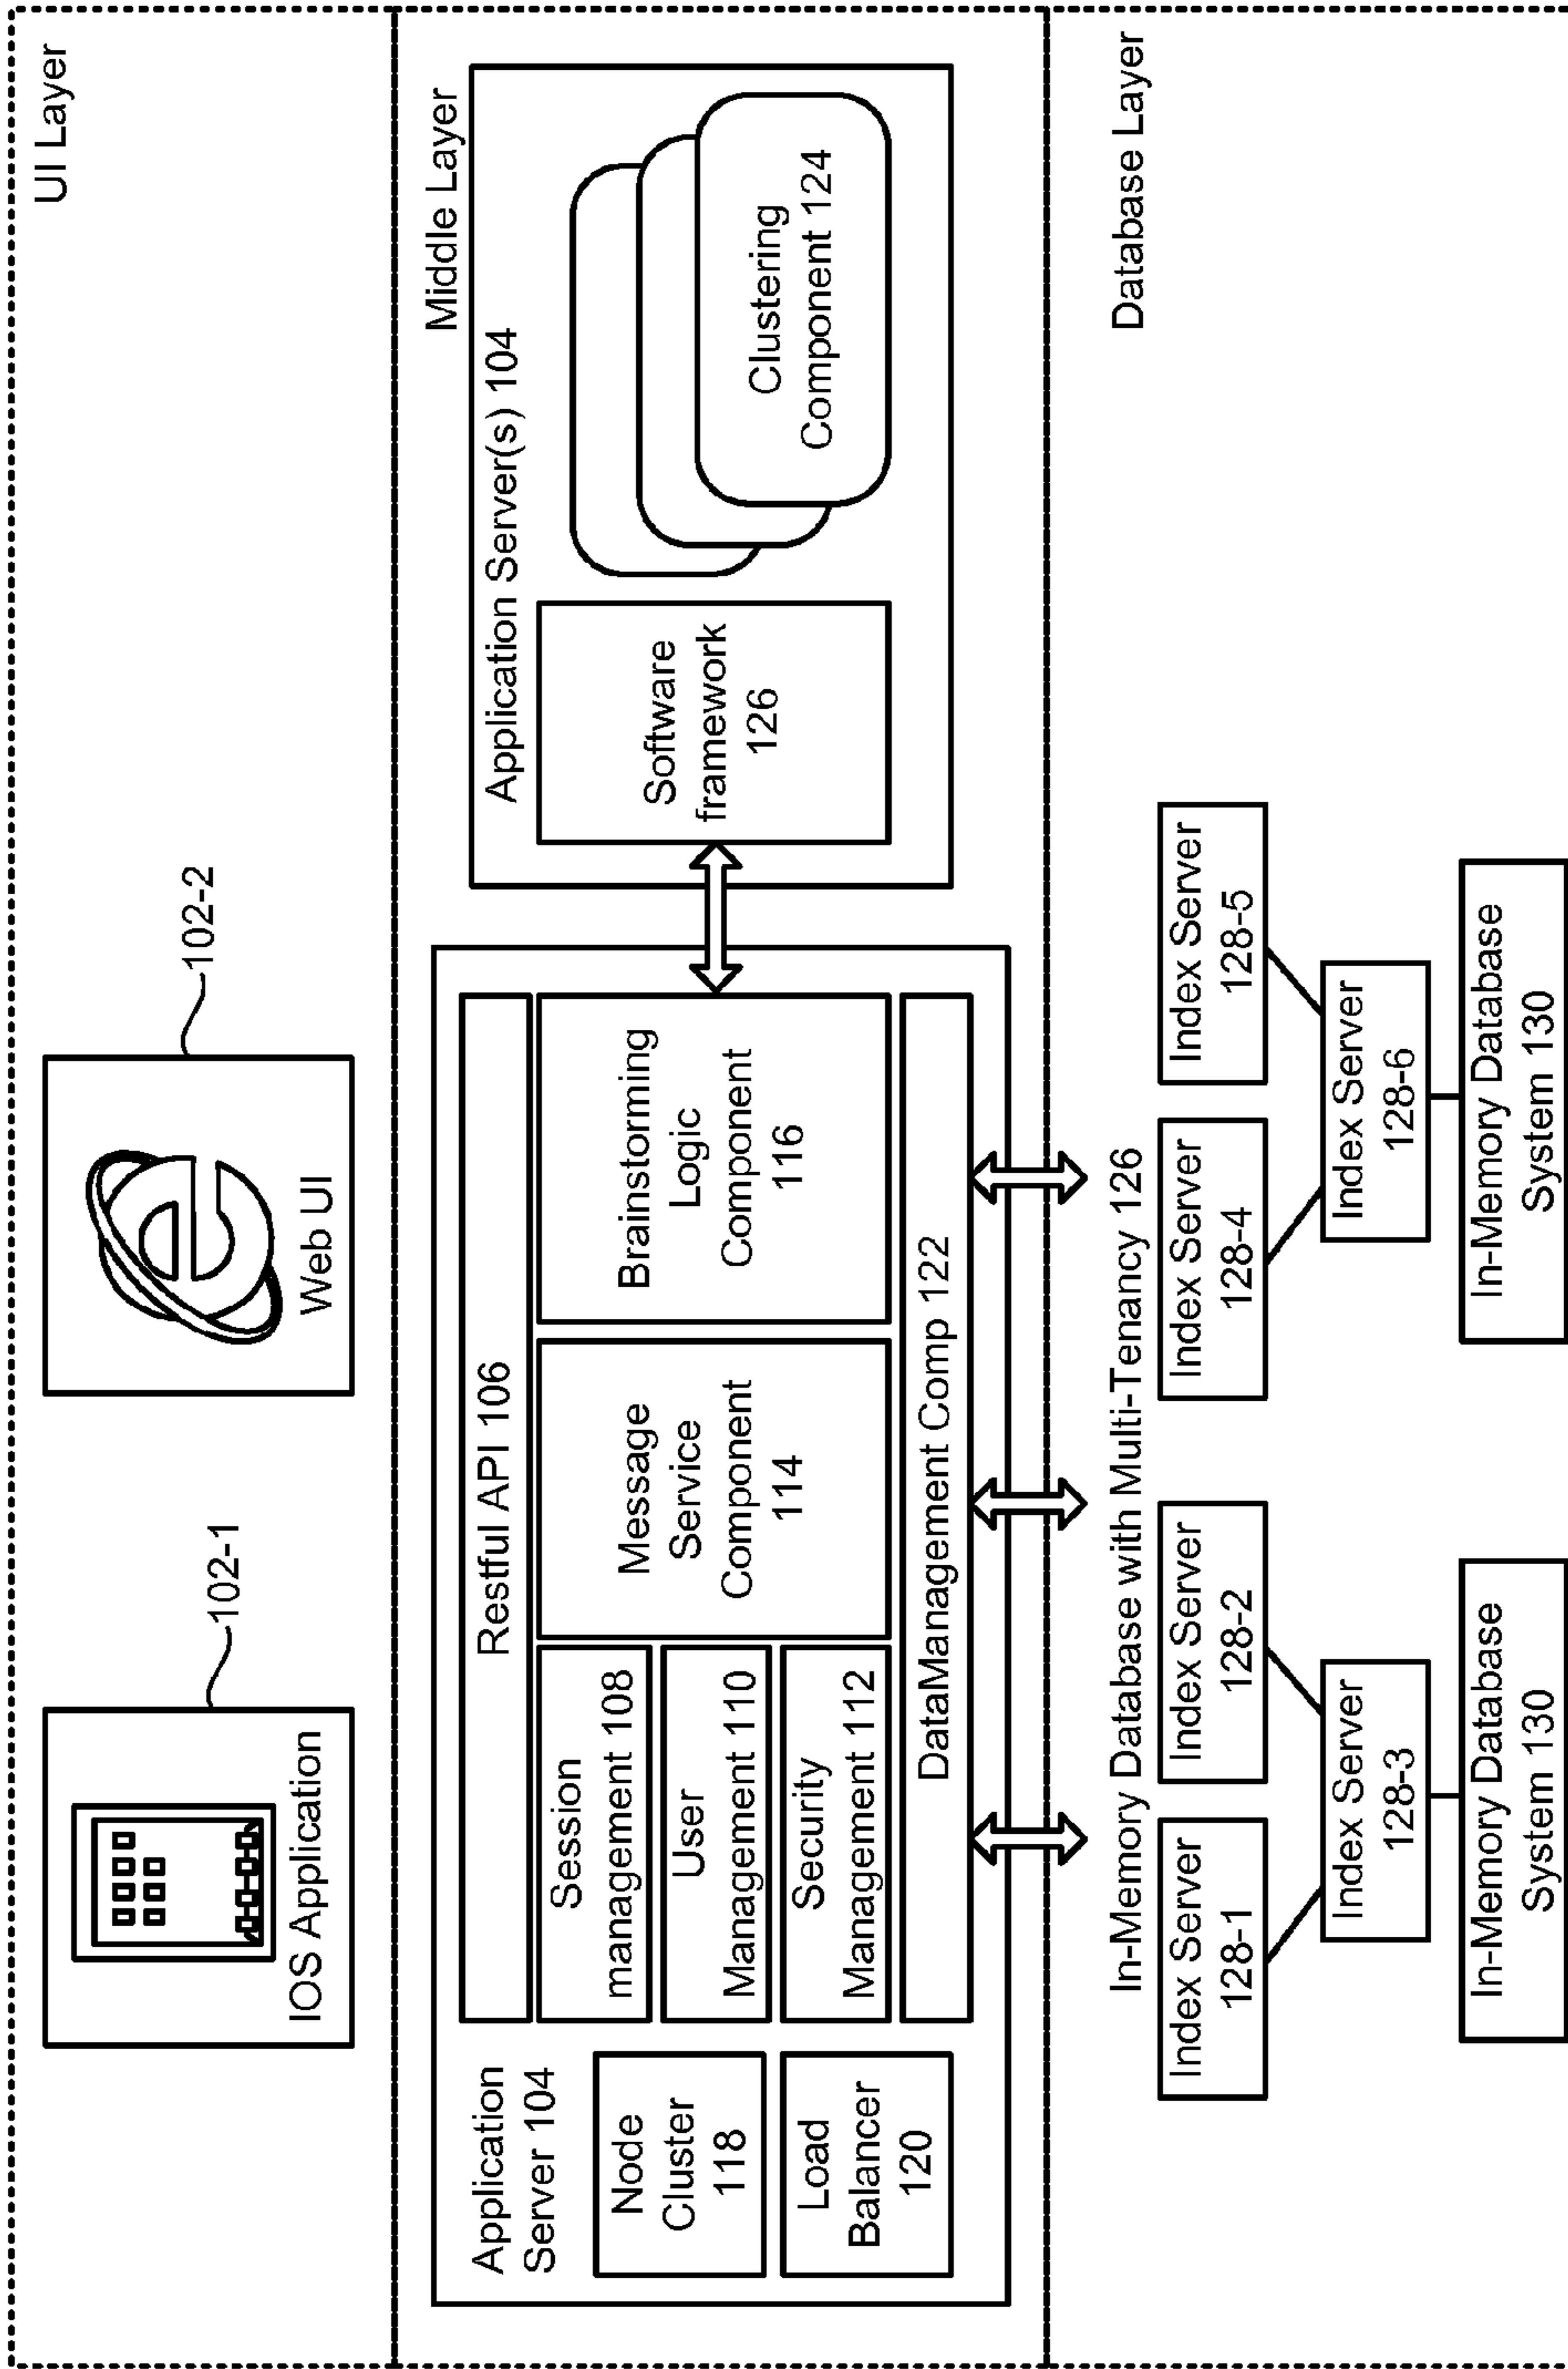 UI Layer
102-1
IOS Application
102-2
Web UI
Middle Layer
Application
Server 104
Node
Cluster
118
Load
Balancer
120
Restful API 106
Session
management 108
User
Management 110
Security
Management 112
Message
Service
Component
114
Brainstorming
Logic
Component
116
DataManagement Comp 122
Application Server(s) 104
Software
framework
126
Clustering
Component 124
Database Layer
In-Memory Database with Multi-Tenancy 126
Index Server
128-1
Index Server
128-2
Index Server
128-3
In-Memory Database
System 130
Index Server
128-4
Index Server
128-5
Index Server
128-6
In-Memory Database
System 130